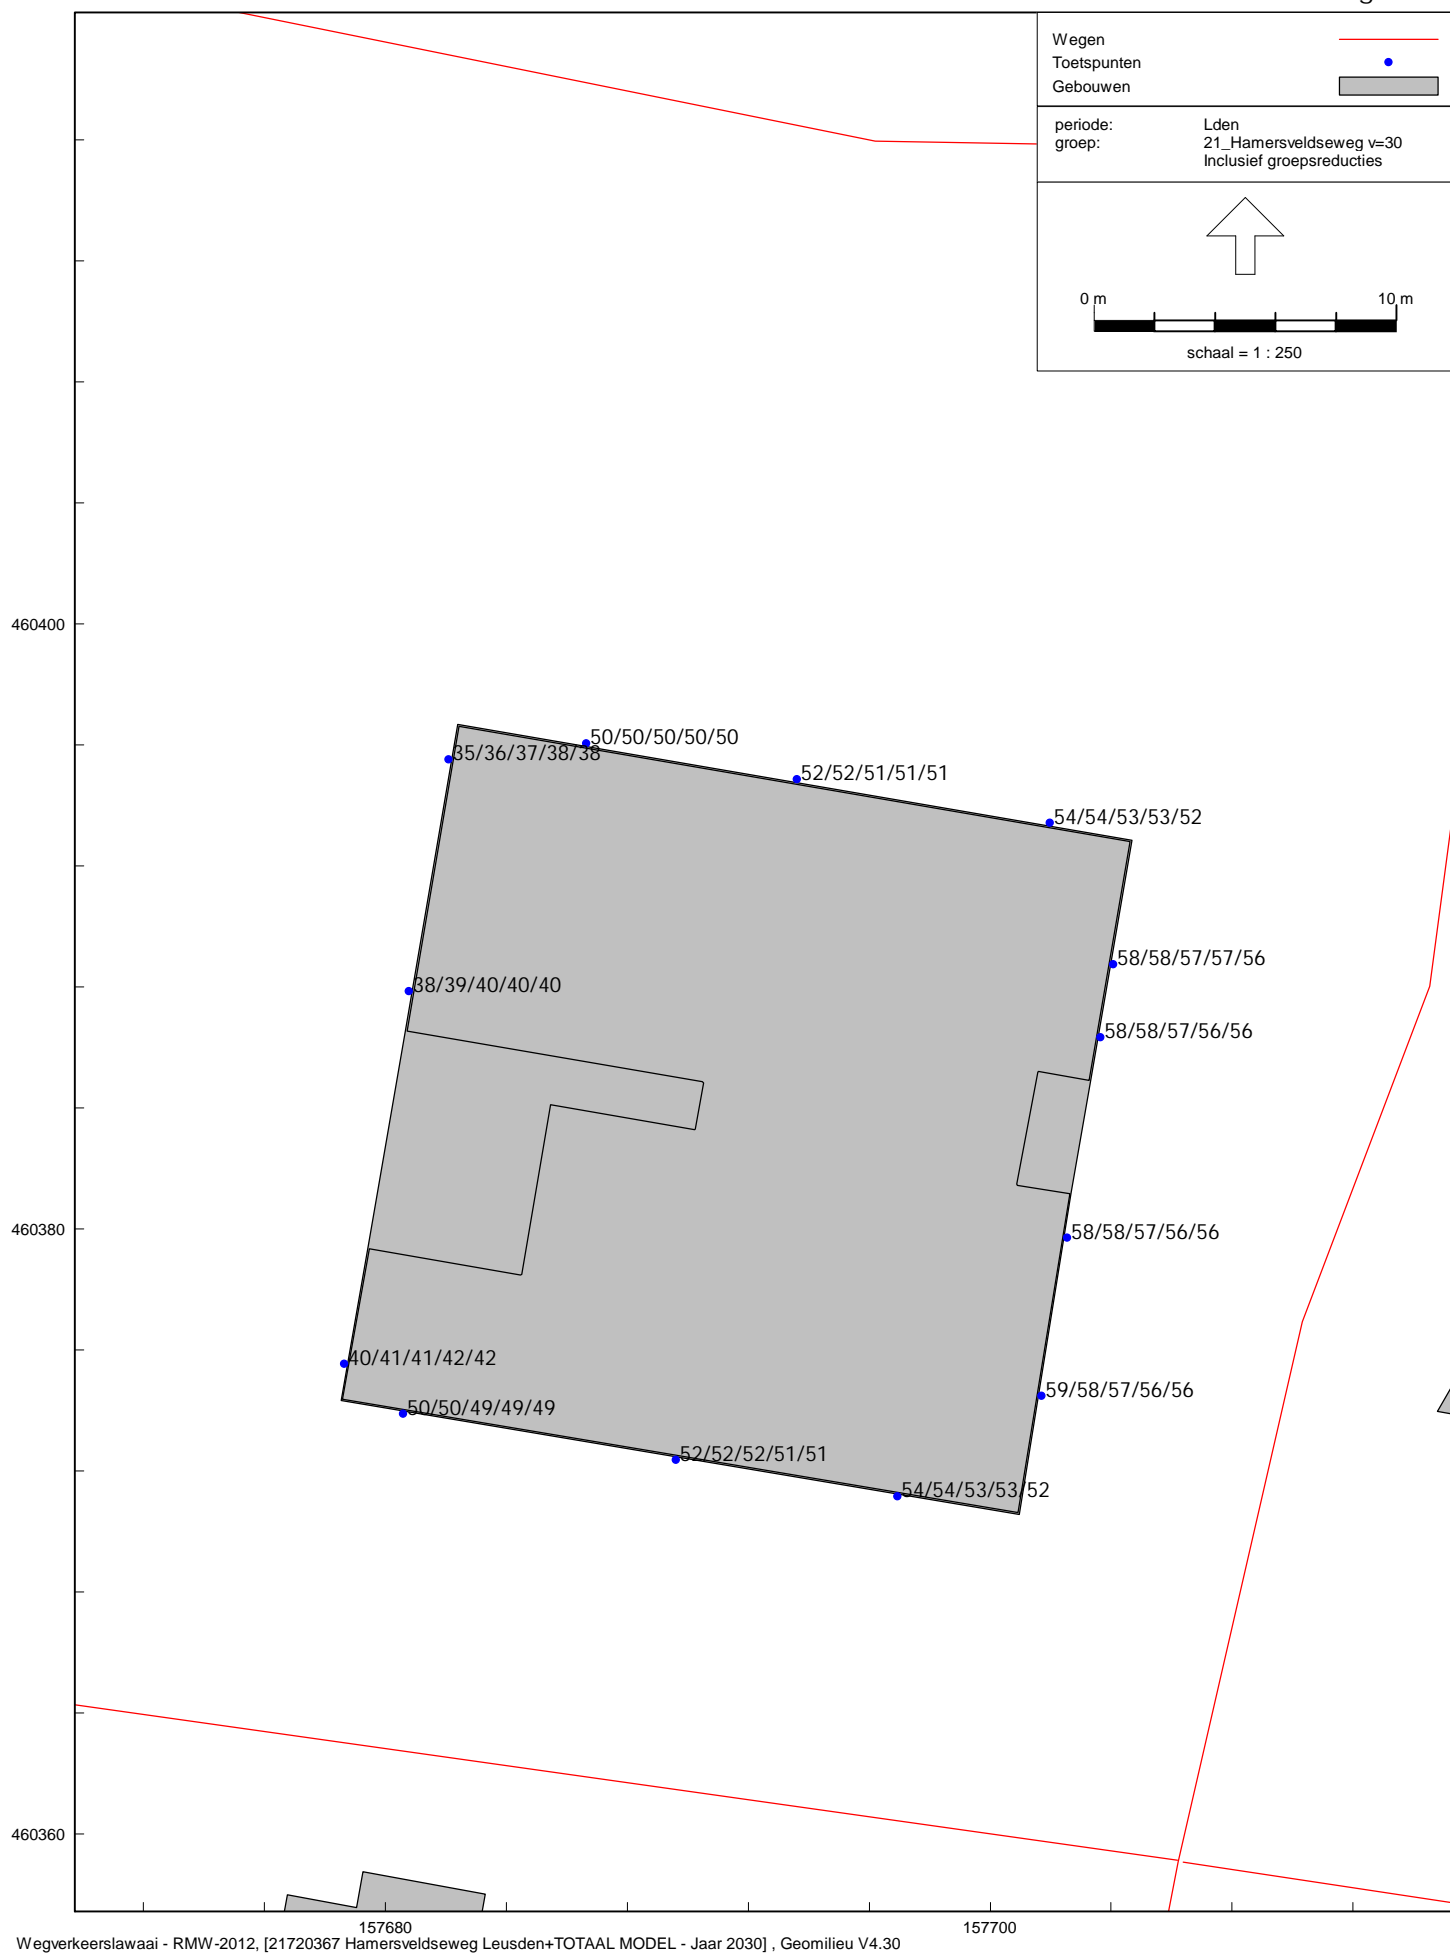 Wegen
Toetspunten
Gebouwen
periode: Lden
groep: 21_Hamersveldseweg v=30
Inclusief groepsreducties
0 m 10 m
schaal = 1 : 250
460400
50/50/50/50/50
35/36/37/38/38
52/52/51/51/51
54/54/53/53/52
58/58/57/57/56
38/39/40/40/40
58/58/57/56/56
460380
58/58/57/56/56
40/41/41/42/42
59/58/57/56/56
50/50/49/49/49
52/52/52/51/51
54/54/53/53/52
460360
157680 157700
Wegverkeerslawaai - RMW-2012, [21720367 Hamersveldseweg Leusden+TOTAAL MODEL - Jaar 2030] , Geomilieu V4.30